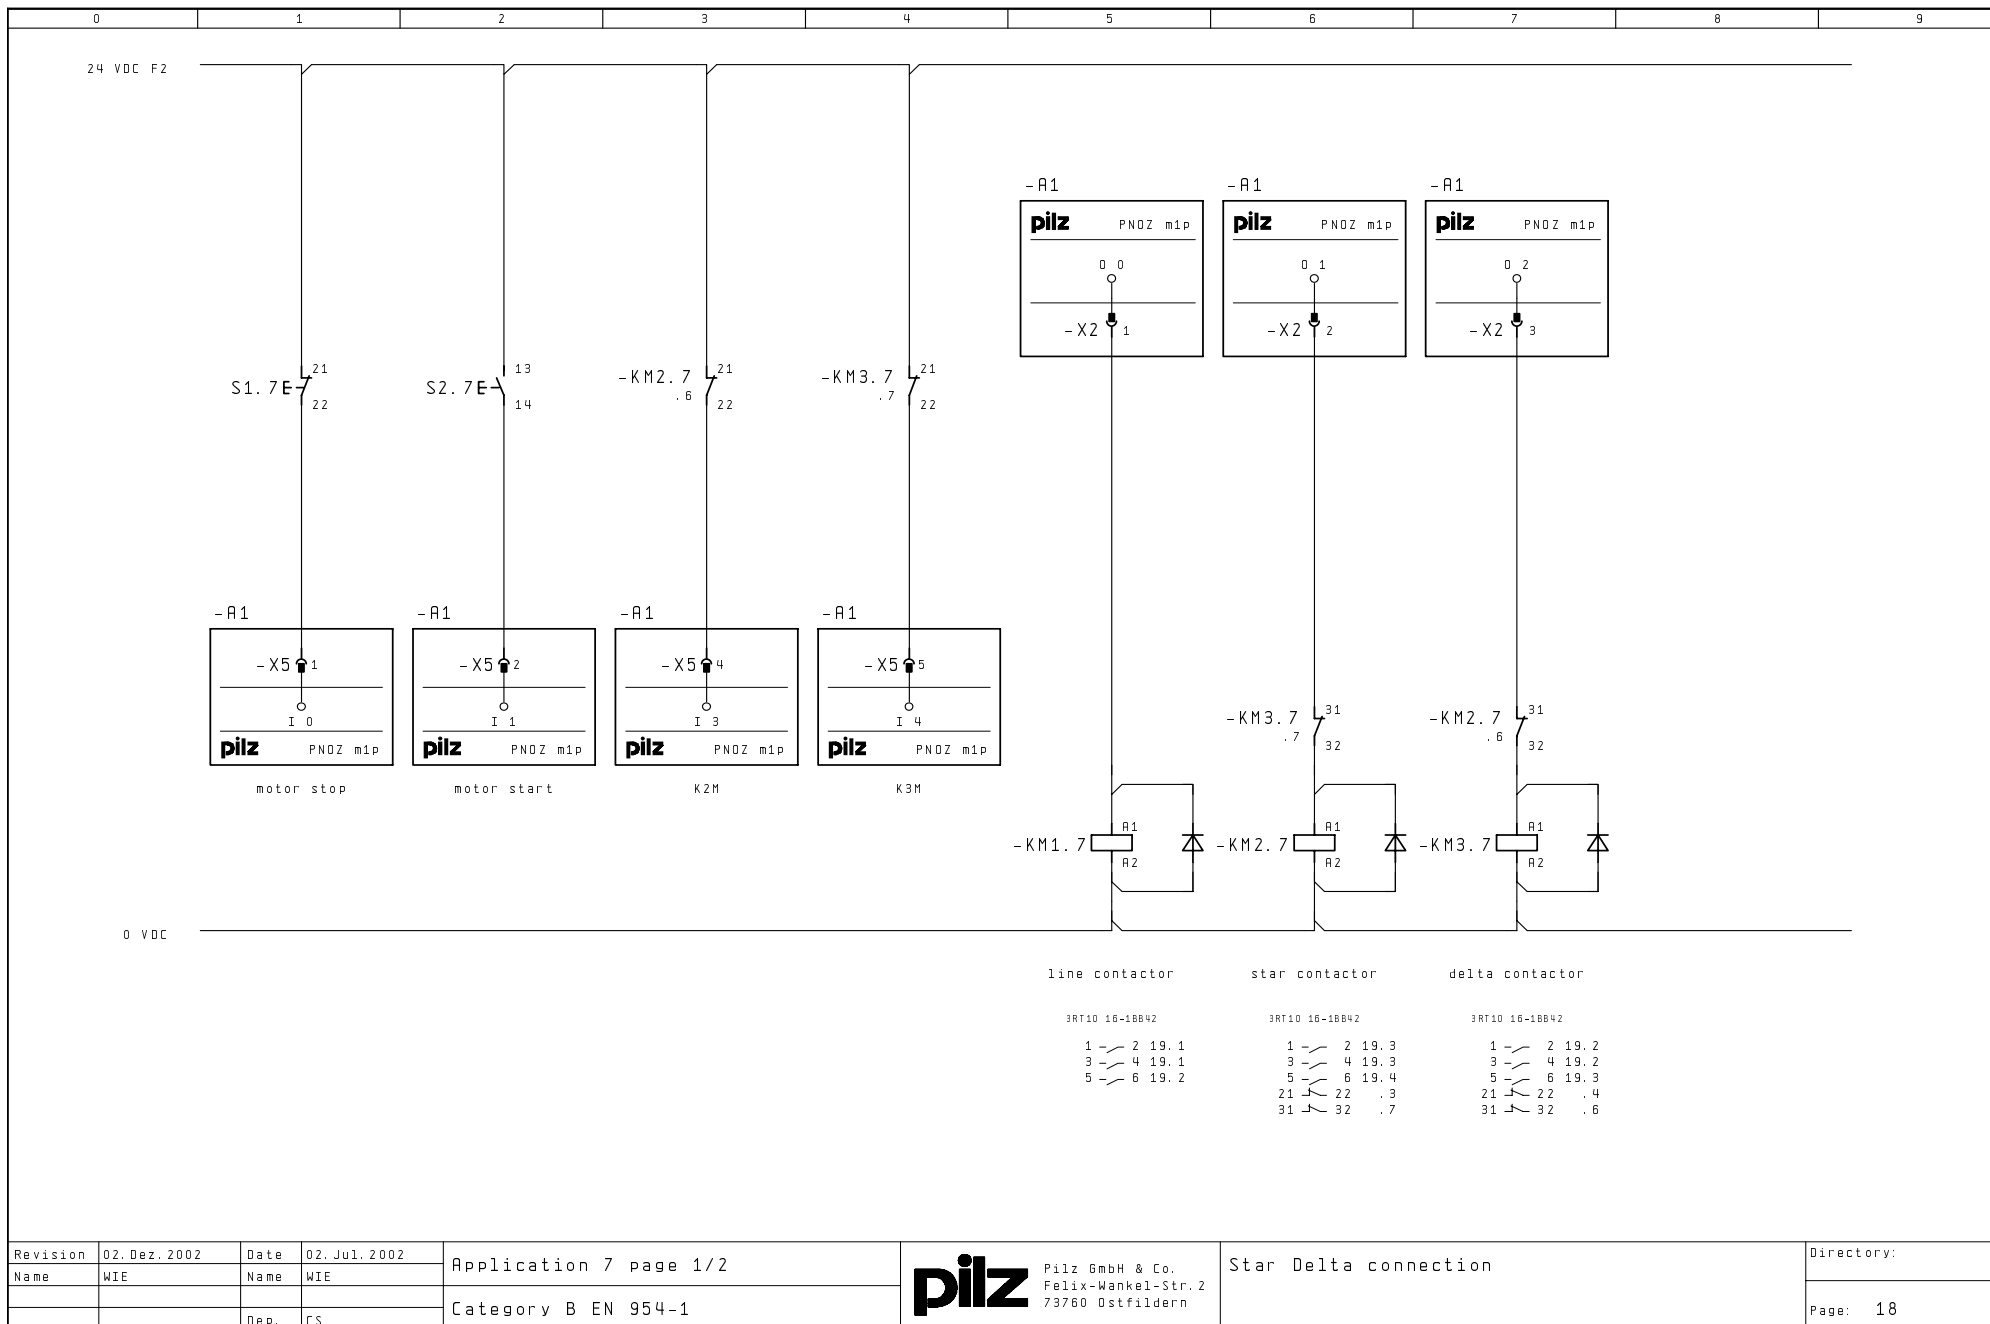 0 1 2 3 4 5 6 7 8 9
24 VDC F2
-A1 -A1 -A1
pilz PNOZ m1p pilz PNOZ m1p pilz PNOZ m1p
O 0 O 1 O 2
-X2 1 -X2 2 -X2 3
21 13 21 21
S1.7 S2.7 -KM2.7 -KM3.7
.6 .7
22 14 22 22
-A1 -A1 -A1 -A1
-X5 1 -X5 2 -X5 4 -X5 5
I 0 I 1 I 3 I 4
pilz PNOZ m1p pilz PNOZ m1p pilz PNOZ m1p pilz PNOZ m1p
motor stop motor start K2M K3M
-KM3.7 31 -KM2.7 31
.7 32 .6 32
A1 A1 A1
-KM1.7 -KM2.7 -KM3.7
A2 A2 A2
0 VDC
line contactor star contactor delta contactor
3RT10 16-1BB42 3RT10 16-1BB42 3RT10 16-1BB42
1 2 19.1 1 2 19.3 1 2 19.2
3 4 19.1 3 4 19.3 3 4 19.2
5 6 19.2 5 6 19.4 5 6 19.3
21 22 .3 21 22 .4
31 32 .7 31 32 .6
Revision 02.Dez.2002 Date 02.Jul.2002
Name WIE Name WIE
Dep. CS
Application 7 page 1/2
Category B EN 954-1
pilz
Pilz GmbH & Co.
Felix-Wankel-Str.2
73760 Ostfildern
Star Delta connection
Directory:
Page: 18